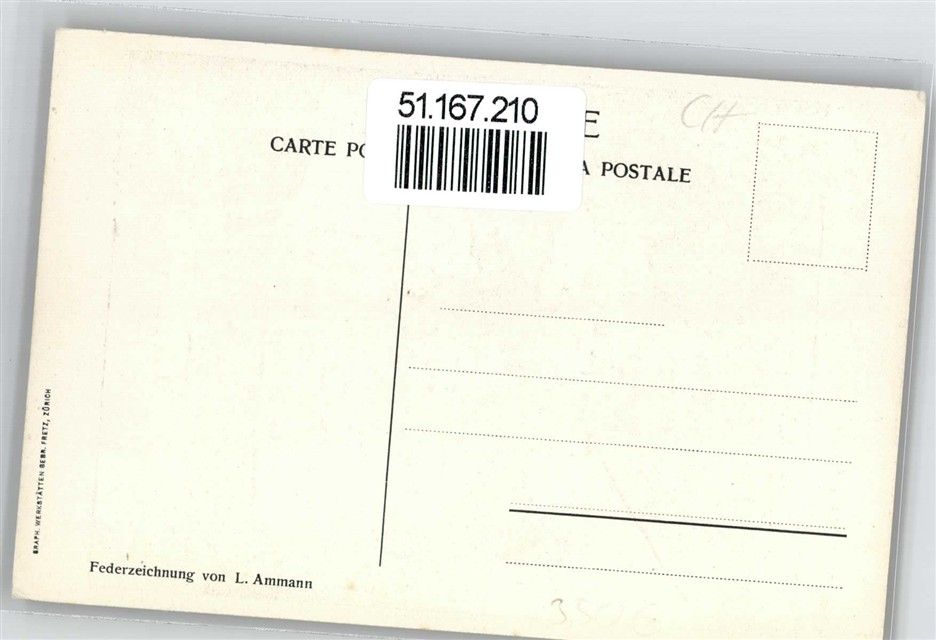 51.167.210
E
CH
CARTE PO
A POSTALE
GRAPH. WERKSTÄTTEN GEBR. FRETZ, ZÜRICH
Federzeichnung von L. Ammann